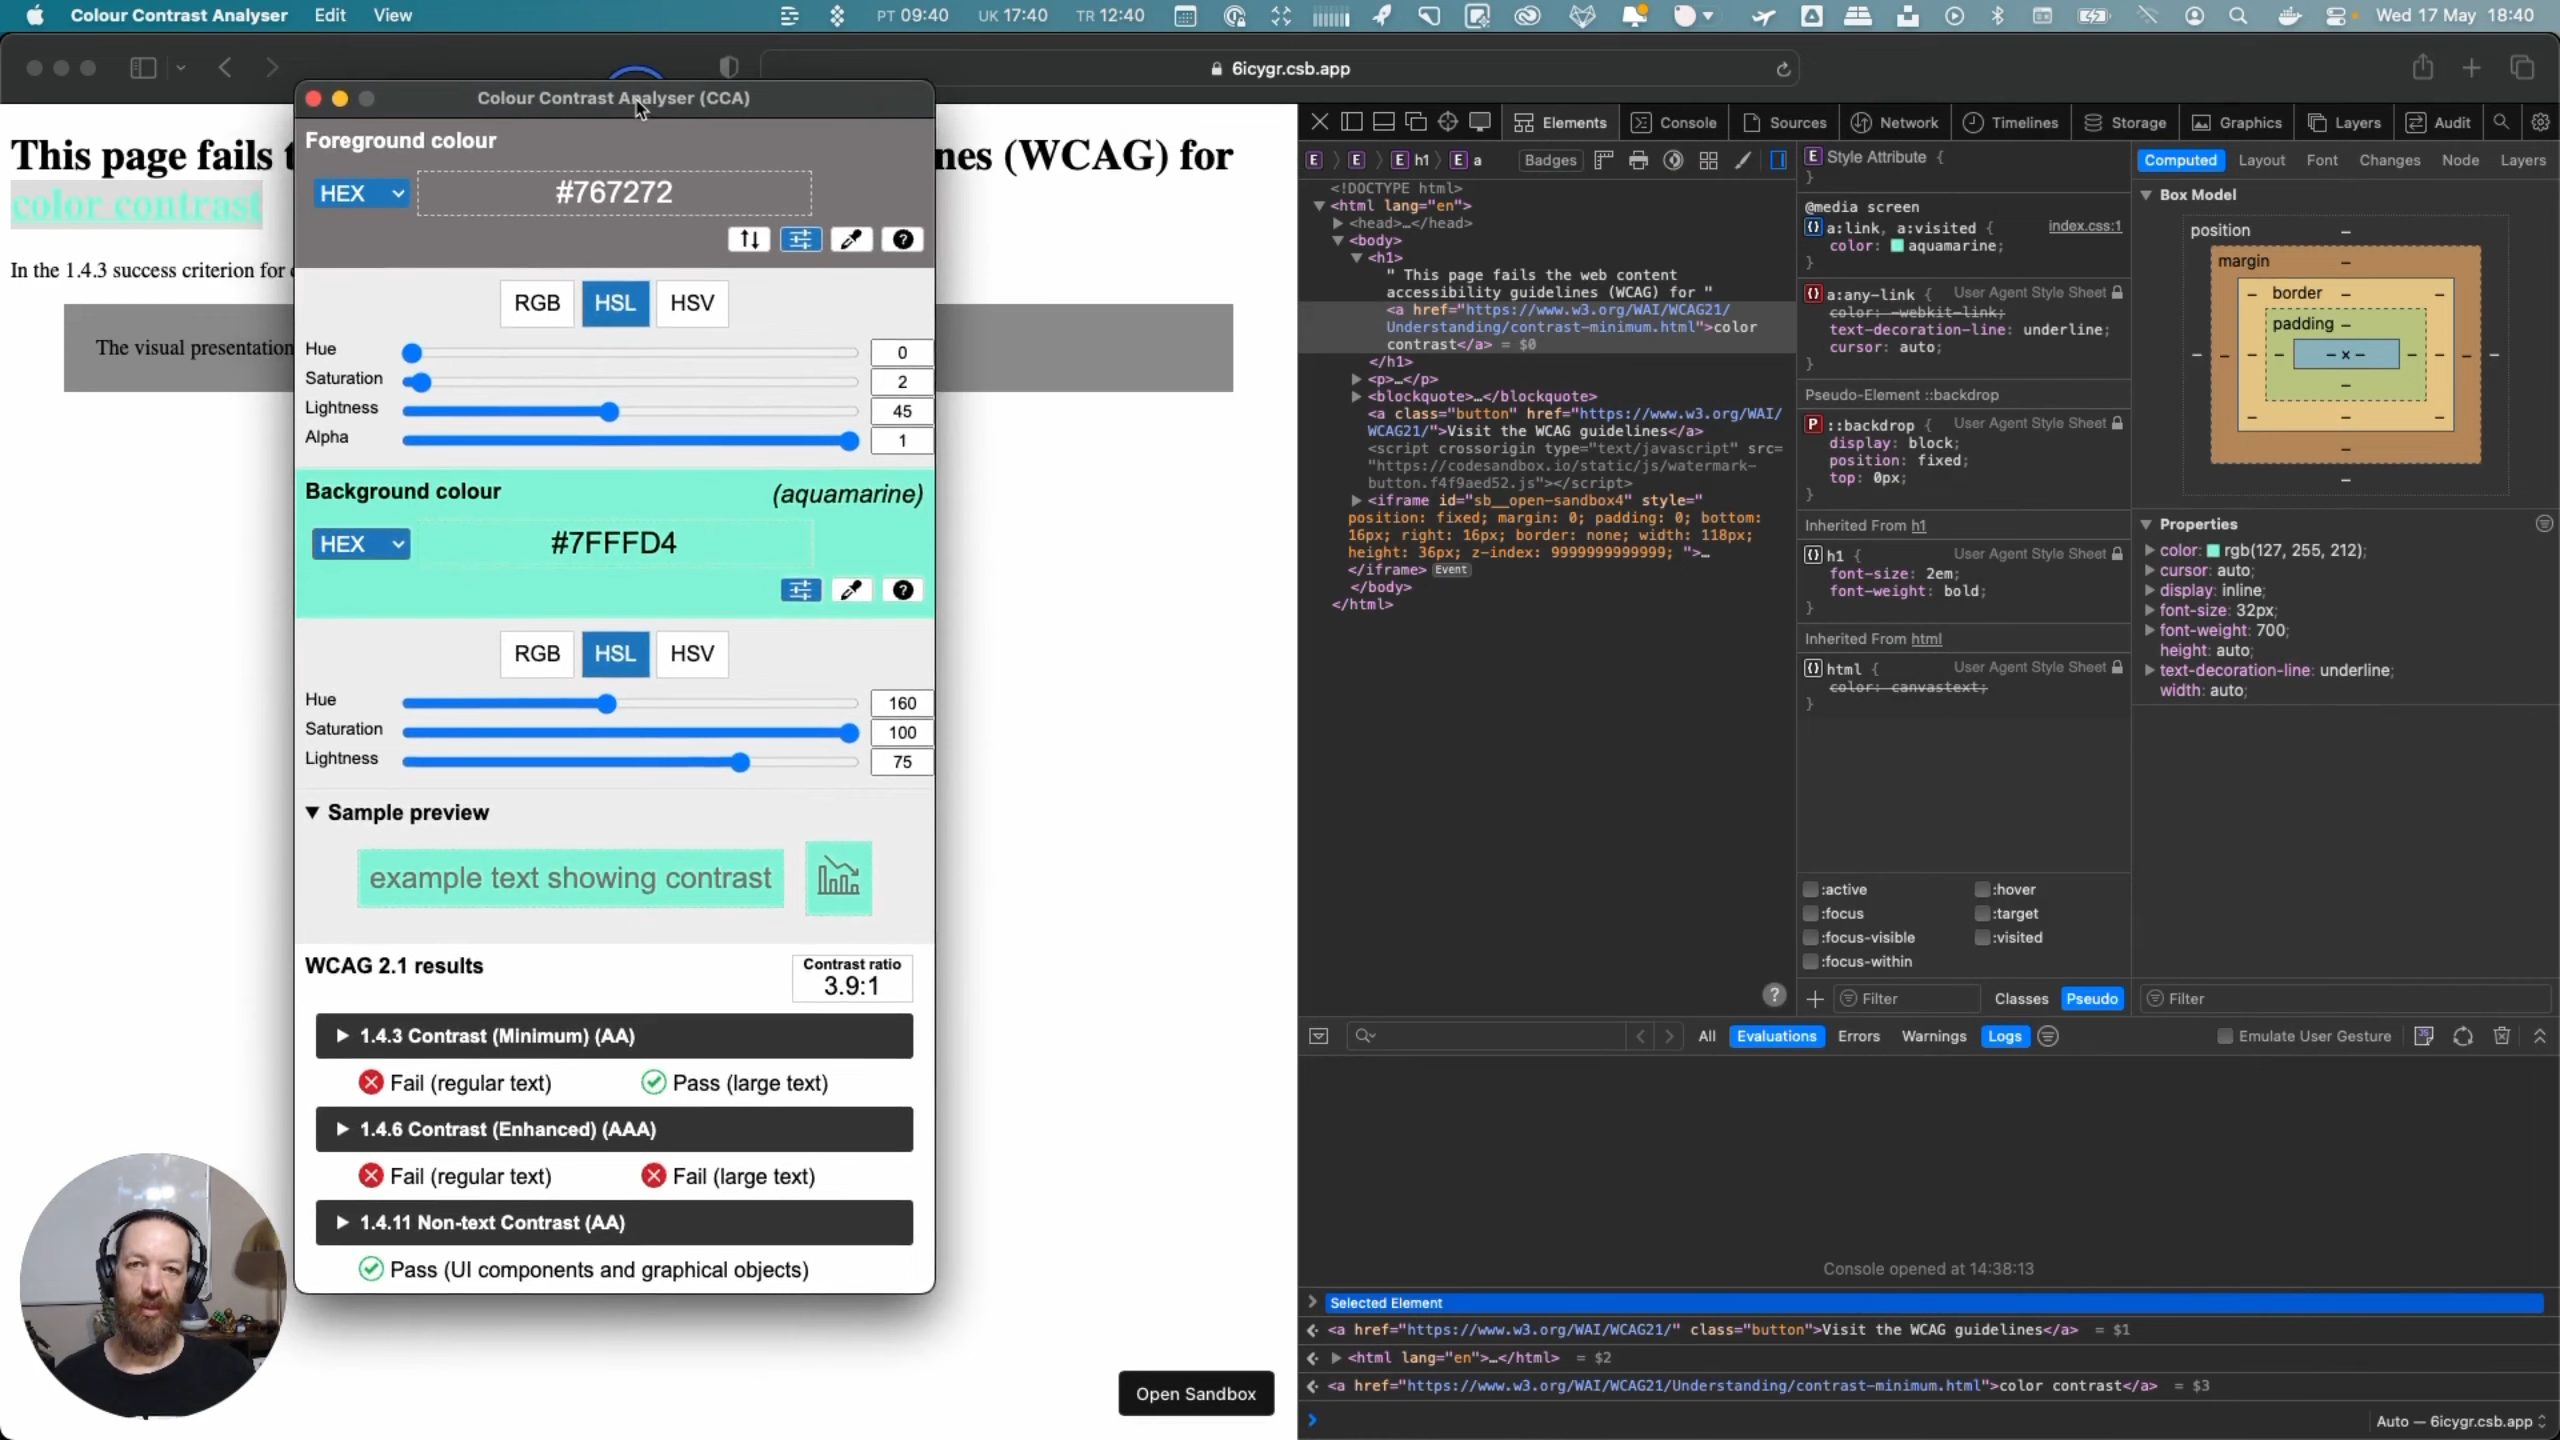 Colour Contrast Analyser Edit View PT 09:40 UK 17:40 TR 12:40 Wed 17 May 18:40
6icygr.csb.app
This page fails t
nes (WCAG) for
color contrast
In the 1.4.3 success criterion for c
The visual presentation
Open Sandbox
Colour Contrast Analyser (CCA)
Foreground colour
HEX #767272
RGB HSL HSV
Hue 0
Saturation 2
Lightness 45
Alpha 1
Background colour (aquamarine)
HEX #7FFFD4
RGB HSL HSV
Hue 160
Saturation 100
Lightness 75
▼ Sample preview
example text showing contrast
WCAG 2.1 results
Contrast ratio
3.9:1
1.4.3 Contrast (Minimum) (AA)
Fail (regular text) Pass (large text)
1.4.6 Contrast (Enhanced) (AAA)
Fail (regular text) Fail (large text)
1.4.11 Non-text Contrast (AA)
Pass (UI components and graphical objects)
Elements Console Sources Network Timelines Storage Graphics Layers Audit
E E E h1 E a Badges
<!DOCTYPE html>
<html lang="en">
<head>…</head>
<body>
<h1>
" This page fails the web content
accessibility guidelines (WCAG) for "
<a href="https://www.w3.org/WAI/WCAG21/
Understanding/contrast-minimum.html">color
contrast</a> = $0
</h1>
<p>…</p>
<blockquote>…</blockquote>
<a class="button" href="https://www.w3.org/WAI/
WCAG21/">Visit the WCAG guidelines</a>
<script crossorigin type="text/javascript" src=
"https://codesandbox.io/static/js/watermark-
button.f4f9aed52.js"></script>
<iframe id="sb__open-sandbox4" style="
position: fixed; margin: 0; padding: 0; bottom:
16px; right: 16px; border: none; width: 118px;
height: 36px; z-index: 9999999999999; ">…
</iframe> Event
</body>
</html>
E Style Attribute {
}
@media screen
a:link, a:visited { index.css:1
color: aquamarine;
}
a:any-link { User Agent Style Sheet
color: -webkit-link;
text-decoration-line: underline;
cursor: auto;
}
Pseudo-Element ::backdrop
P ::backdrop { User Agent Style Sheet
display: block;
position: fixed;
top: 0px;
}
Inherited From h1
h1 { User Agent Style Sheet
font-size: 2em;
font-weight: bold;
}
Inherited From html
html { User Agent Style Sheet
color: canvastext;
}
:active :hover
:focus :target
:focus-visible :visited
:focus-within
Filter Classes Pseudo
Computed Layout Font Changes Node Layers
Box Model
position –
margin –
– border – –
padding –
– – – – – × – – – – –
–
– – –
–
–
Properties
color: rgb(127, 255, 212);
cursor: auto;
display: inline;
font-size: 32px;
font-weight: 700;
height: auto;
text-decoration-line: underline;
width: auto;
Filter
All Evaluations Errors Warnings Logs Emulate User Gesture
Console opened at 14:38:13
Selected Element
<a href="https://www.w3.org/WAI/WCAG21/" class="button">Visit the WCAG guidelines</a> = $1
<html lang="en">…</html> = $2
<a href="https://www.w3.org/WAI/WCAG21/Understanding/contrast-minimum.html">color contrast</a> = $3
Auto — 6icygr.csb.app